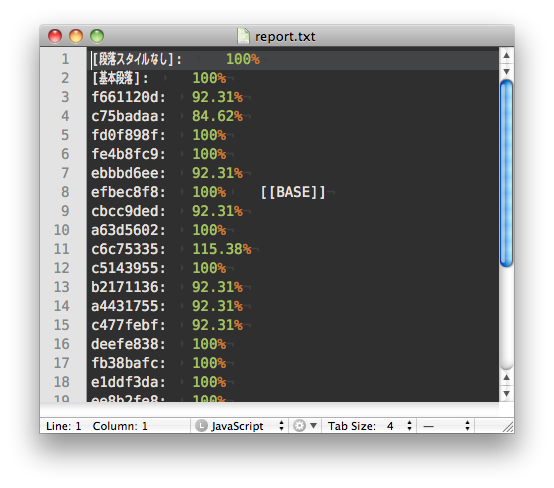 report.txt
1 [段落スタイルなし]: 100%
2 [基本段落]: 100%
3 f661120d: 92.31%
4 c75badaa: 84.62%
5 fd0f898f: 100%
6 fe4b8fc9: 100%
7 ebbbd6ee: 92.31%
8 efbec8f8: 100% [[BASE]]
9 cbcc9ded: 92.31%
10 a63d5602: 100%
11 c6c75335: 115.38%
12 c5143955: 100%
13 b2171136: 92.31%
14 a4431755: 92.31%
15 c477febf: 92.31%
16 deefe838: 100%
17 fb38bafc: 100%
18 e1ddf3da: 100%
19 ee8b2fe8: 100%
Line: 1 Column: 1 L JavaScript Tab Size: 4 —